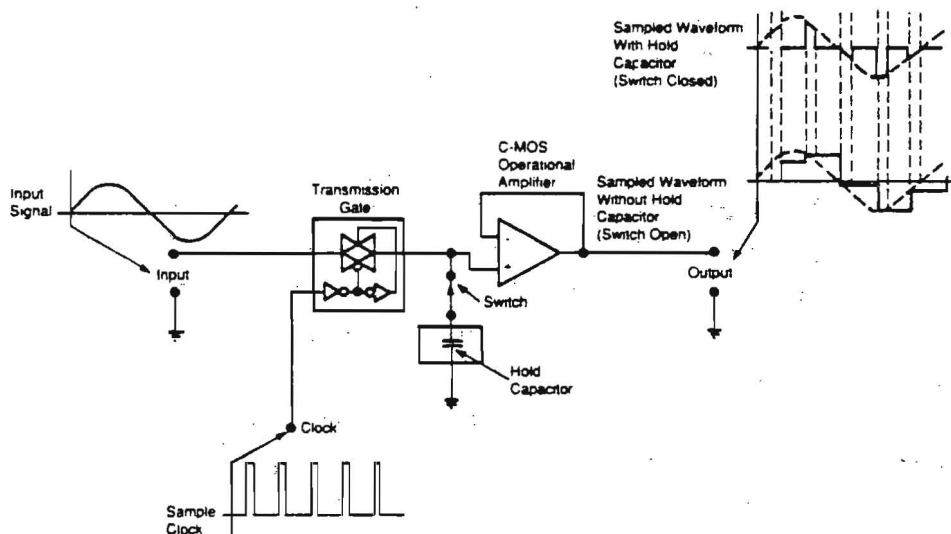 Sampled Waveform
With Hold
Capacitor
(Switch Closed)
C-MOS
Operational
Amplifier
Sampled Waveform
Without Hold
Capacitor
(Switch Open)
Input
Signal
Transmission
Gate
-
+
Input
Output
Switch
Hold
Capacitor
Clock
Sample
Clock